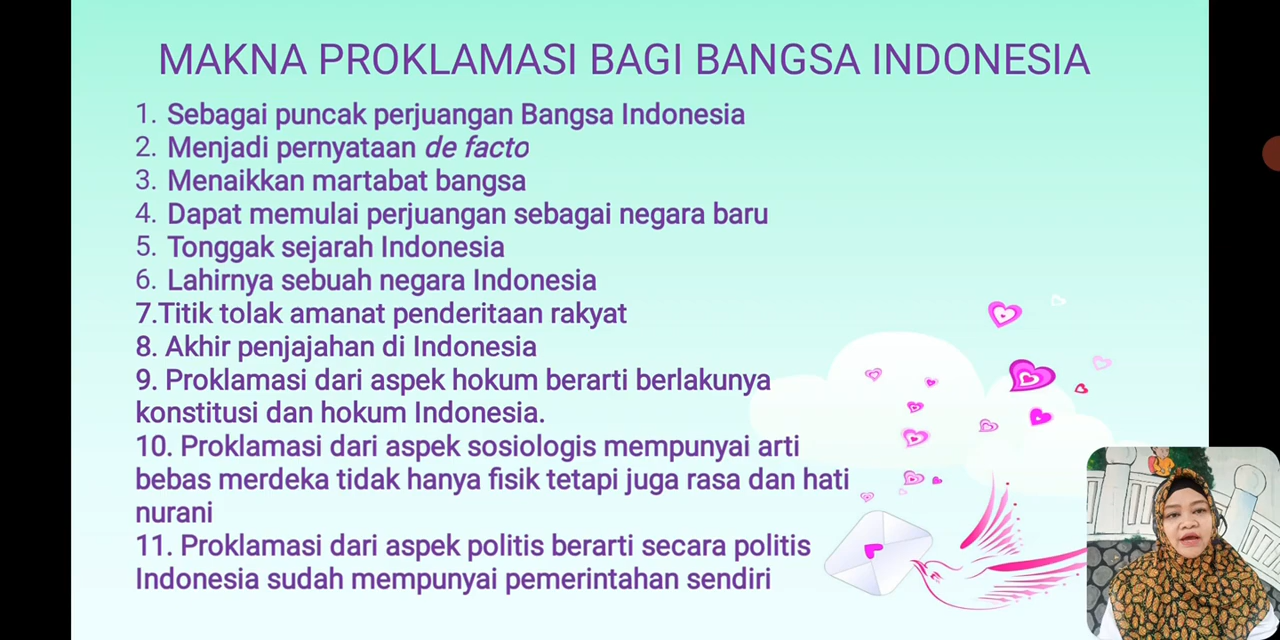 MAKNA PROKLAMASI BAGI BANGSA INDONESIA
1. Sebagai puncak perjuangan Bangsa Indonesia
2. Menjadi pernyataan de facto
3. Menaikkan martabat bangsa
4. Dapat memulai perjuangan sebagai negara baru
5. Tonggak sejarah Indonesia
6. Lahirnya sebuah negara Indonesia
7.Titik tolak amanat penderitaan rakyat
8. Akhir penjajahan di Indonesia
9. Proklamasi dari aspek hokum berarti berlakunya
konstitusi dan hokum Indonesia.
10. Proklamasi dari aspek sosiologis mempunyai arti
bebas merdeka tidak hanya fisik tetapi juga rasa dan hati
nurani
11. Proklamasi dari aspek politis berarti secara politis
Indonesia sudah mempunyai pemerintahan sendiri